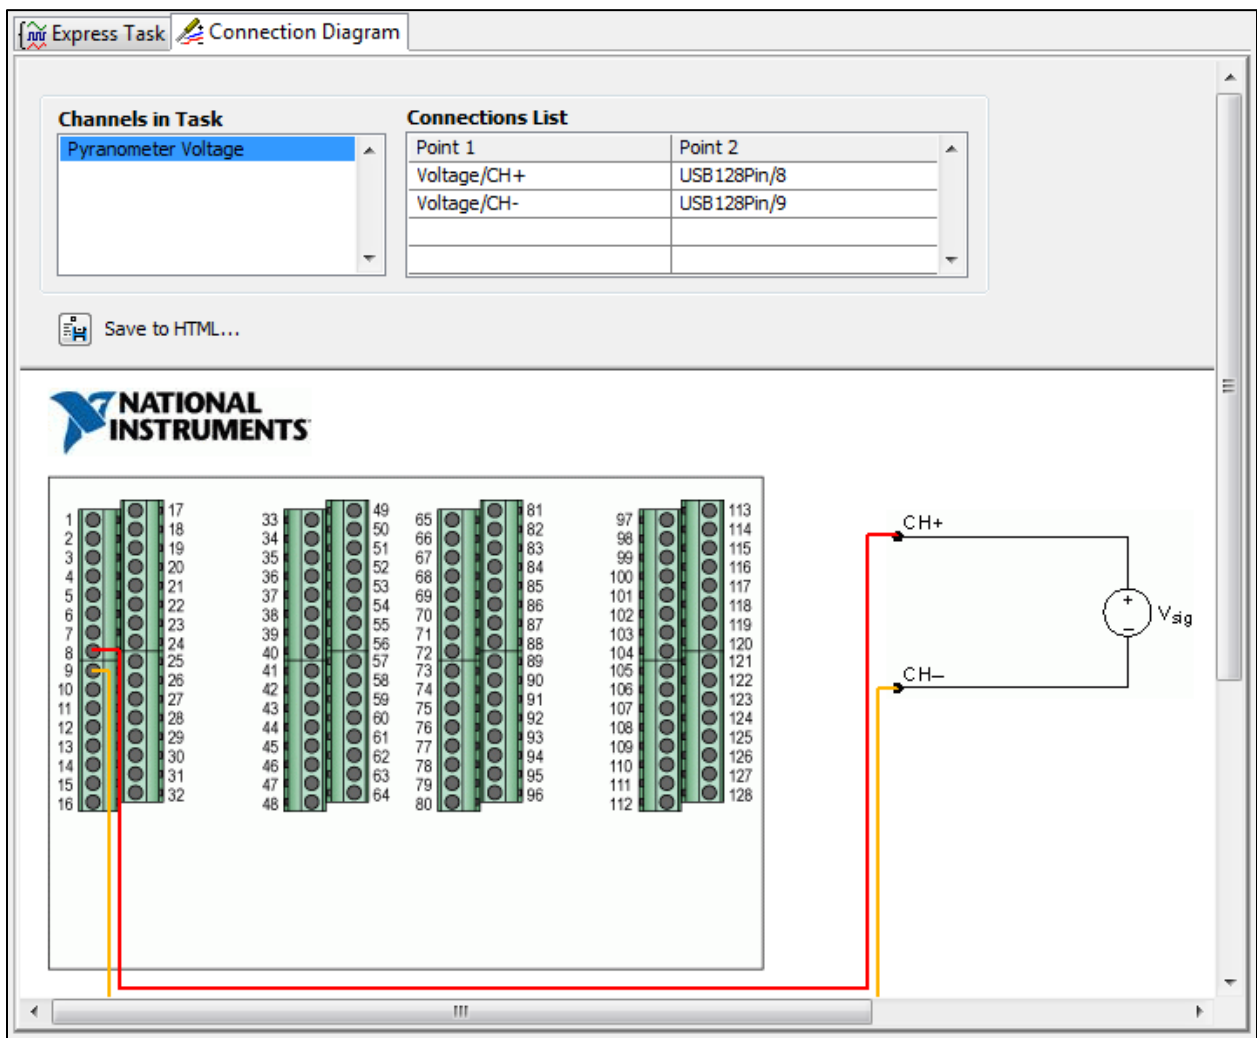 Express Task Connection Diagram
Channels in Task
Pyranometer Voltage
Connections List
Point 1 Point 2
Voltage/CH+ USB128Pin/8
Voltage/CH- USB128Pin/9
Save to HTML...
NATIONAL
INSTRUMENTS
1 17 33 49 65 81 97 113
2 18 34 50 66 82 98 114
3 19 35 51 67 83 99 115
4 20 36 52 68 84 100 116
5 21 37 53 69 85 101 117
6 22 38 54 70 86 102 118
7 23 39 55 71 87 103 119
8 24 40 56 72 88 104 120
9 25 41 57 73 89 105 121
10 26 42 58 74 90 106 122
11 27 43 59 75 91 107 123
12 28 44 60 76 92 108 124
13 29 45 61 77 93 109 125
14 30 46 62 78 94 110 126
15 31 47 63 79 95 111 127
16 32 48 64 80 96 112 128
CH+
+
Vsig
−
CH−